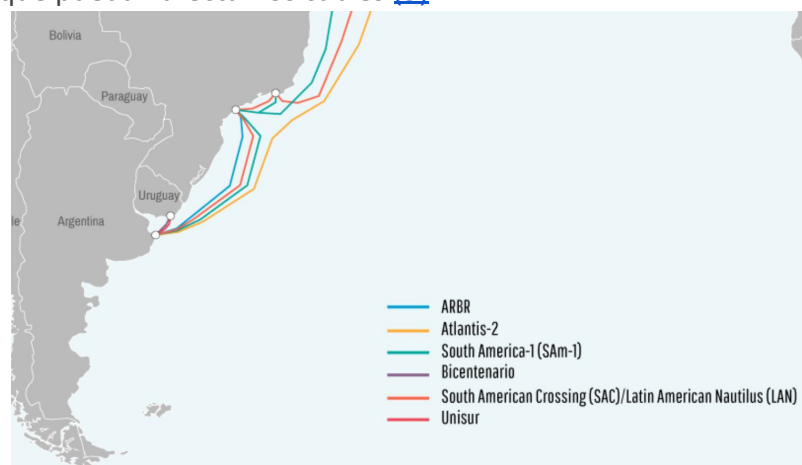 Bolivia
Paraguay
Uruguay
Argentina
le
ARBR
Atlantis-2
South America-1 (SAm-1)
Bicentenario
South American Crossing (SAC)/Latin American Nautilus (LAN)
Unisur